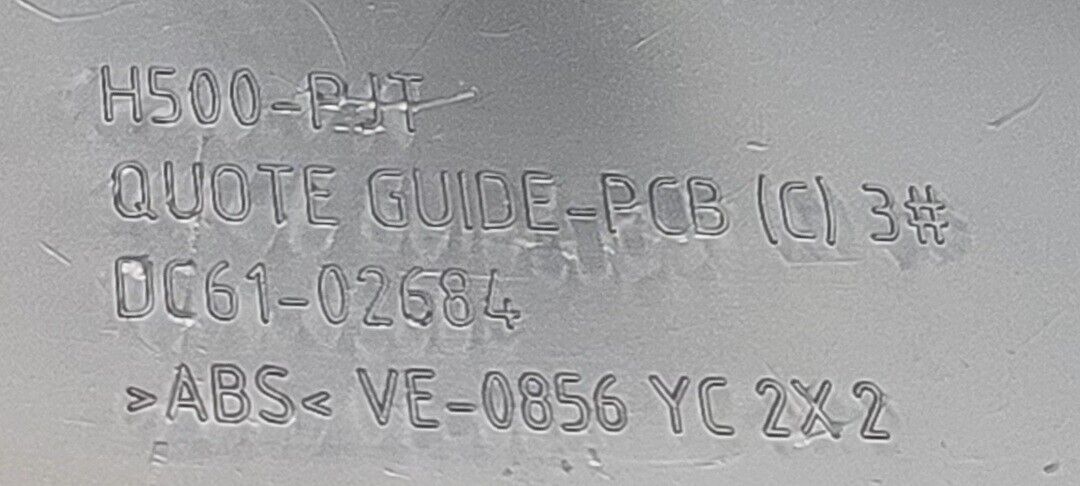 H500-PJT
QUOTE GUIDE-PCB (C) 3#
DC61-02684
>ABS< VE-0856 YC 2X2